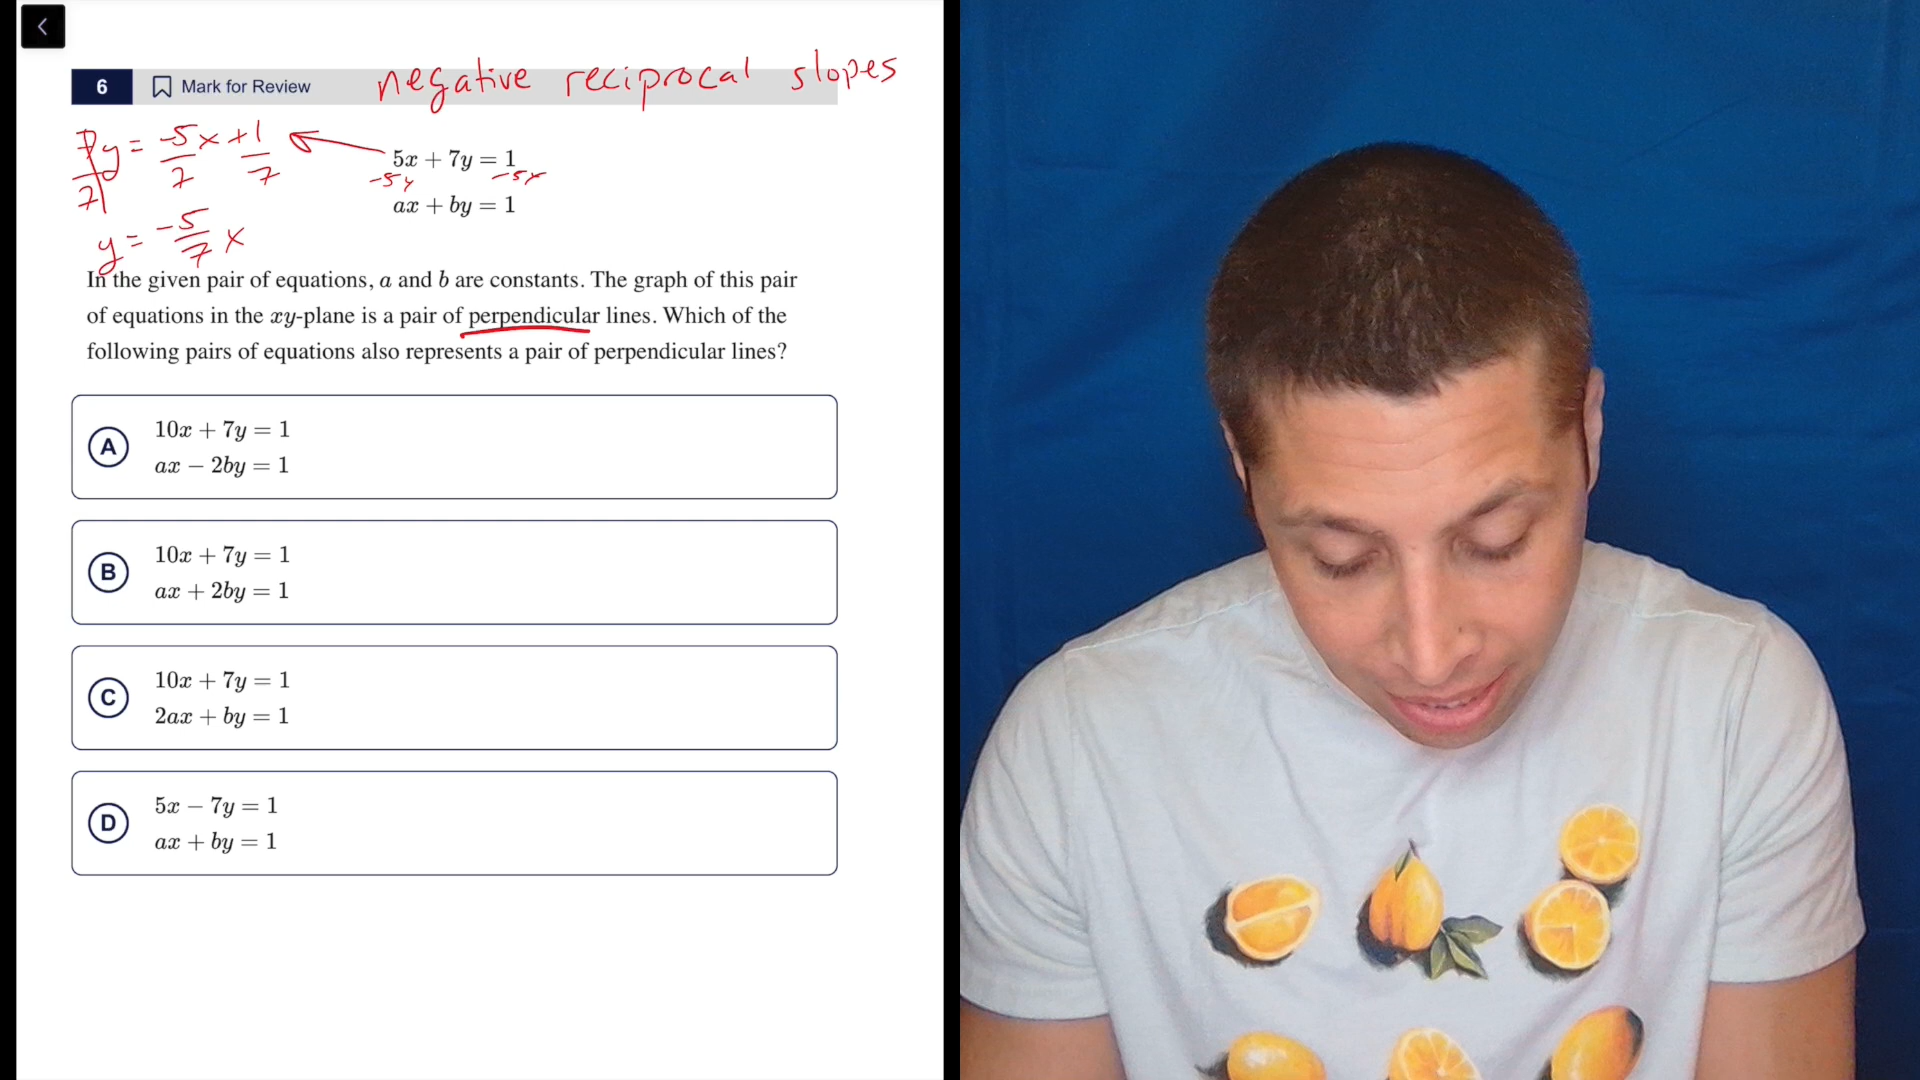 6 Mark for Review negative reciprocal slopes
7y = -5x + 1
7 7 7
5x + 7y = 1
-5x -5x
ax + by = 1
y = -5/7 x
In the given pair of equations, a and b are constants. The graph of this pair
of equations in the xy-plane is a pair of perpendicular lines. Which of the
following pairs of equations also represents a pair of perpendicular lines?
A
10x + 7y = 1
ax − 2by = 1
B
10x + 7y = 1
ax + 2by = 1
C
10x + 7y = 1
2ax + by = 1
D
5x − 7y = 1
ax + by = 1